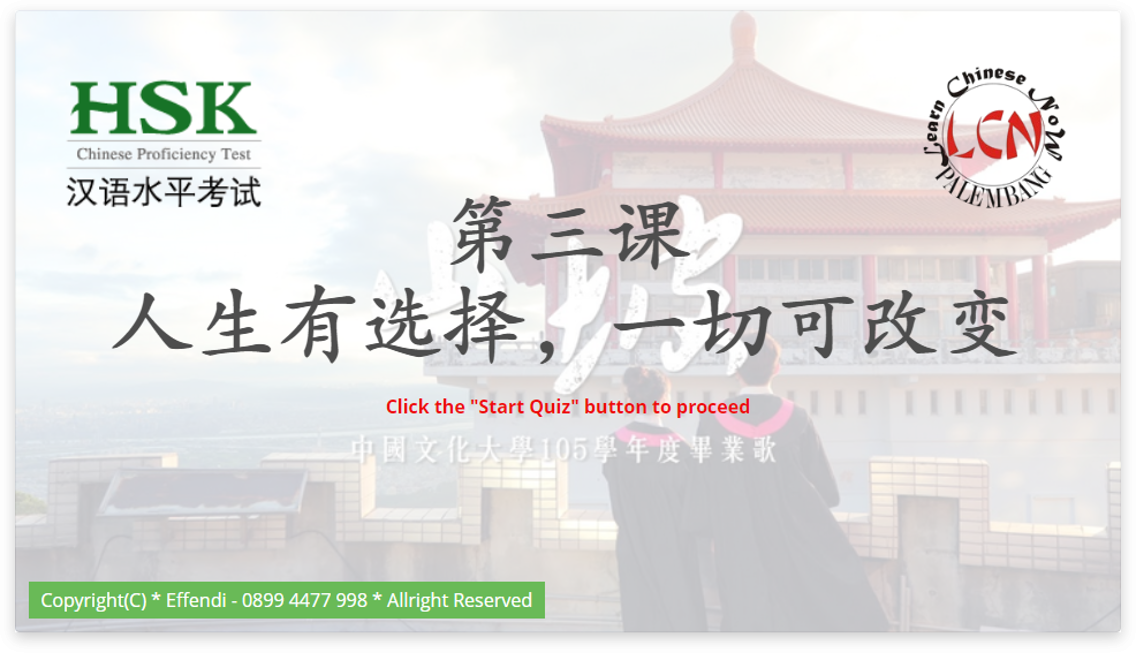 HSK
Chinese Proficiency Test
汉语水平考试
Learn Chinese NoW
LCN
PALEMBANG
第三课
人生有选择，一切可改变
Click the "Start Quiz" button to proceed
中國文化大學105學年度畢業歌
Copyright(C) * Effendi - 0899 4477 998 * Allright Reserved